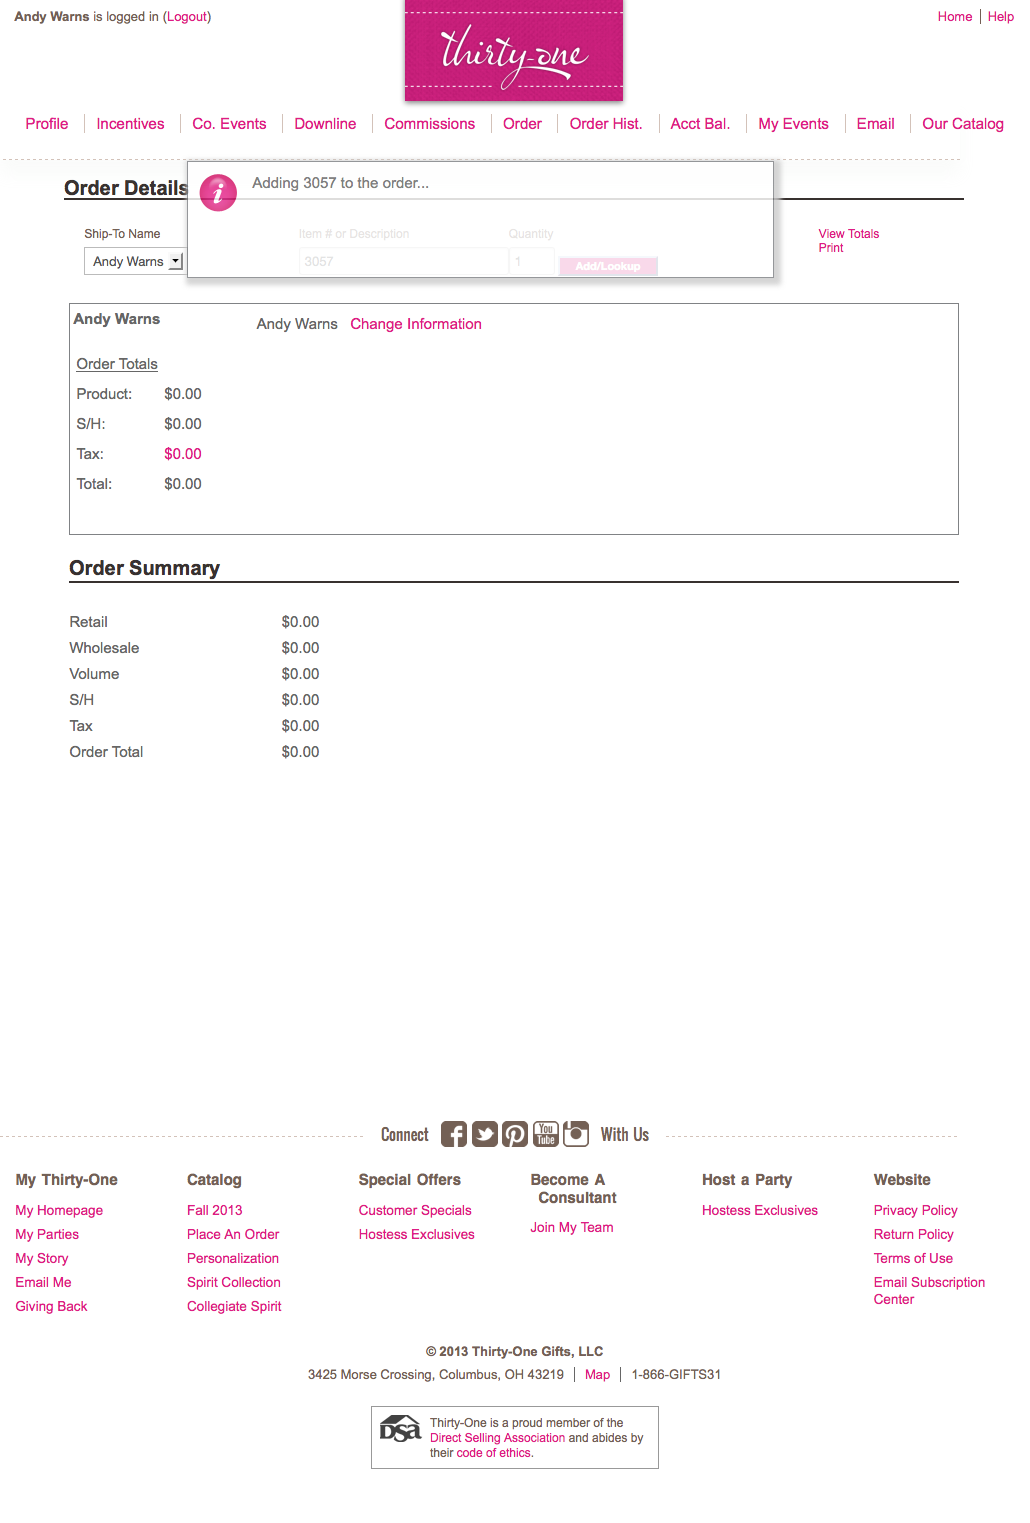 Andy Warns is logged in (Logout)
Home | Help
thirty-one
Profile
Incentives
Co. Events
Downline
Commissions
Order
Order Hist.
Acct Bal.
My Events
Email
Our Catalog
Order Details
Adding 3057 to the order...
Ship-To Name
Item # or Description
Quantity
View Totals
Andy Warns
3057
1
Add/Lookup
Print
Andy Warns
Andy Warns Change Information
Order Totals
Product: $0.00
S/H: $0.00
Tax: $0.00
Total: $0.00
Order Summary
Retail $0.00
Wholesale $0.00
Volume $0.00
S/H $0.00
Tax $0.00
Order Total $0.00
Connect
You Tube
With Us
My Thirty-One
My Homepage
My Parties
My Story
Email Me
Giving Back
Catalog
Fall 2013
Place An Order
Personalization
Spirit Collection
Collegiate Spirit
Special Offers
Customer Specials
Hostess Exclusives
Become A
Consultant
Join My Team
Host a Party
Hostess Exclusives
Website
Privacy Policy
Return Policy
Terms of Use
Email Subscription
Center
© 2013 Thirty-One Gifts, LLC
3425 Morse Crossing, Columbus, OH 43219 | Map | 1-866-GIFTS31
DSA
Thirty-One is a proud member of the
Direct Selling Association and abides by
their code of ethics.